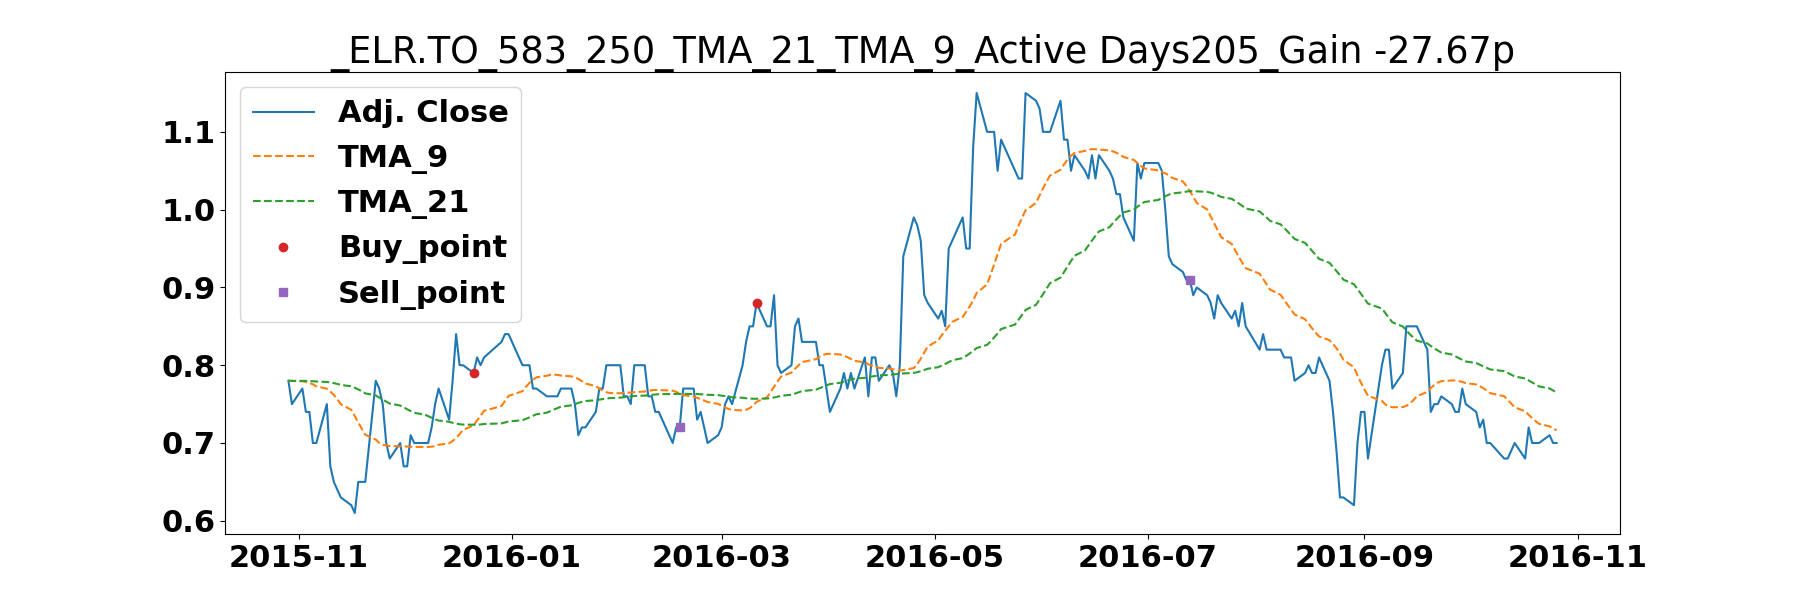 _ELR.TO_583_250_TMA_21_TMA_9_Active Days205_Gain -27.67p
Adj. Close
TMA_9
TMA_21
Buy_point
Sell_point
1.1
1.0
0.9
0.8
0.7
0.6
2015-11 2016-01 2016-03 2016-05 2016-07 2016-09 2016-11